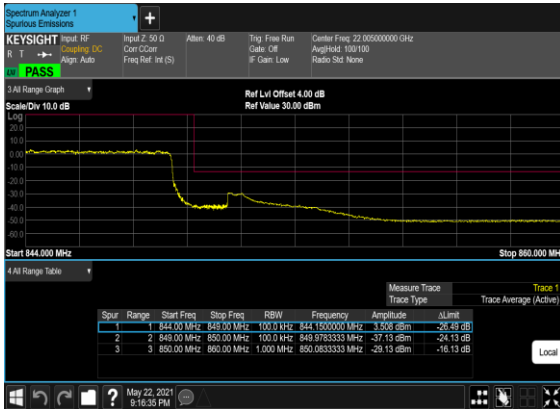 Spectrum Analyzer 1
Spurious Emissions
KEYSIGHT Input: RF Input Z: 50 Ω Atten: 40 dB Trig: Free Run Center Freq: 22.005000000 GHz
R T Coupling: DC Corr CCorr Gate: Off Avg|Hold: 100/100
Align: Auto Freq Ref: Int (S) IF Gain: Low Radio Std: None
LXI PASS
3 All Range Graph
Ref Lvl Offset 4.00 dB
Scale/Div 10.0 dB Ref Value 30.00 dBm
Log
20.0
10.0
0.00
-10.0
-20.0
-30.0
-40.0
-50.0
-60.0
Start 844.000 MHz Stop 860.000 MH
4 All Range Table
Measure Trace Trace 1
Trace Type Trace Average (Active)
Spur Range Start Freq Stop Freq RBW Frequency Amplitude ΔLimit
1 1 844.00 MHz 849.00 MHz 100.0 kHz 844.1500000 MHz 3.508 dBm -26.49 dB
2 2 849.00 MHz 850.00 MHz 100.0 kHz 849.9783333 MHz -37.13 dBm -24.13 dB
3 3 850.00 MHz 860.00 MHz 1.000 MHz 850.0833333 MHz -29.13 dBm -16.13 dB
Local
May 22, 2021
9:16:35 PM